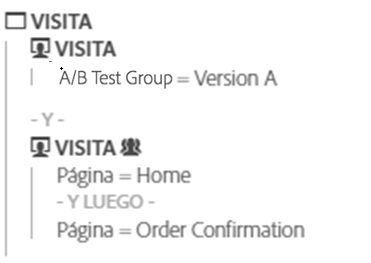 VISITA
VISITA
A/B Test Group = Version A
- Y -
VISITA
Página = Home
- Y LUEGO -
Página = Order Confirmation